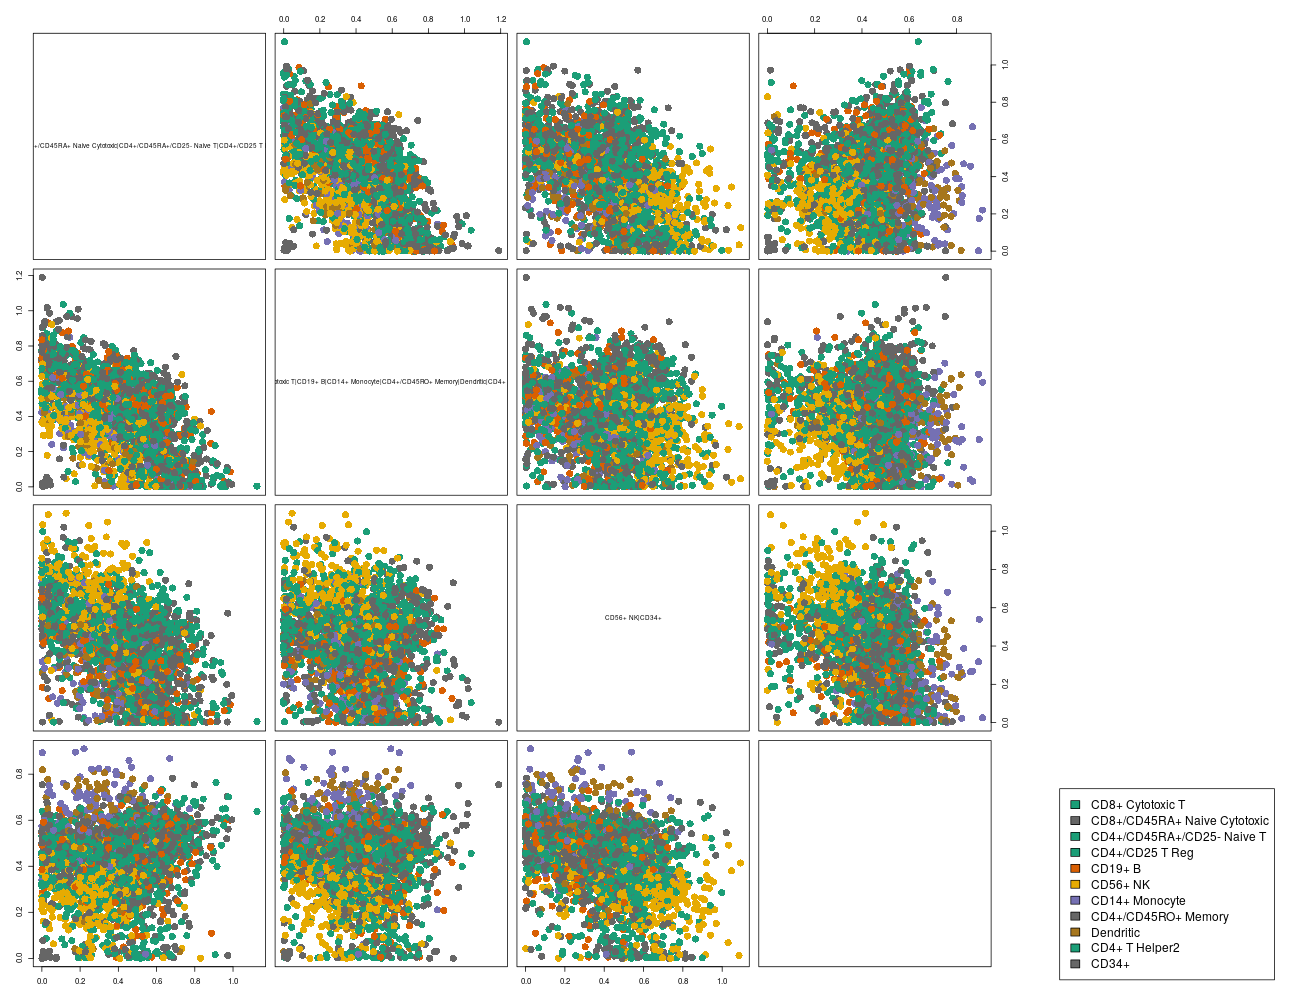 0.0 0.2 0.4 0.6 0.8 1.0 1.2
0.0 0.2 0.4 0.6 0.8
+/CD45RA+ Naive Cytotoxic|CD4+/CD45RA+/CD25- Naive T|CD4+/CD25 T
0.0 0.2 0.4 0.6 0.8 1.0
0.0 0.2 0.4 0.6 0.8 1.0 1.2
otoxic T|CD19+ B|CD14+ Monocyte|CD4+/CD45RO+ Memory|Dendritic|CD4+
CD56+ NK|CD34+
0.0 0.2 0.4 0.6 0.8 1.0
0.0 0.2 0.4 0.6 0.8
0.0 0.2 0.4 0.6 0.8 1.0
0.0 0.2 0.4 0.6 0.8 1.0
CD8+ Cytotoxic T
CD8+/CD45RA+ Naive Cytotoxic
CD4+/CD45RA+/CD25- Naive T
CD4+/CD25 T Reg
CD19+ B
CD56+ NK
CD14+ Monocyte
CD4+/CD45RO+ Memory
Dendritic
CD4+ T Helper2
CD34+